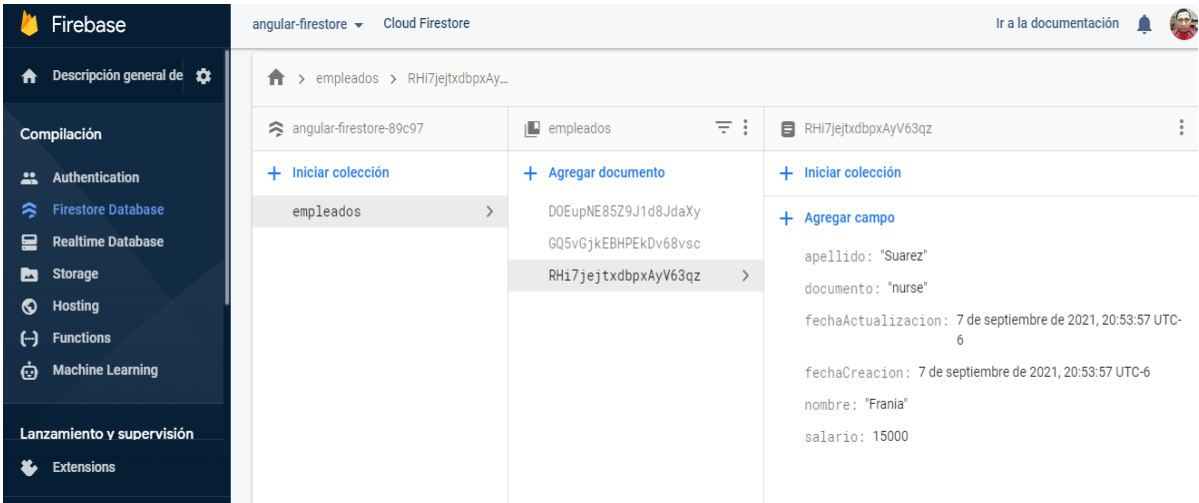 Firebase
angular-firestore
Cloud Firestore
Ir a la documentación
Descripción general de
empleados
RHi7jejtxdbpxAy...
Compilación
Authentication
Firestore Database
Realtime Database
Storage
Hosting
Functions
Machine Learning
Lanzamiento y supervisión
Extensions
angular-firestore-89c97
Iniciar colección
empleados
empleados
Agregar documento
DOEupNE85Z9J1d8JdaXy
GQ5vGjkEBHPEkDv68vsc
RHi7jejtxdbpxAyV63qz
RHi7jejtxdbpxAyV63qz
Iniciar colección
Agregar campo
apellido: "Suarez"
documento: "nurse"
fechaActualizacion: 7 de septiembre de 2021, 20:53:57 UTC-
6
fechaCreacion: 7 de septiembre de 2021, 20:53:57 UTC-6
nombre: "Frania"
salario: 15000